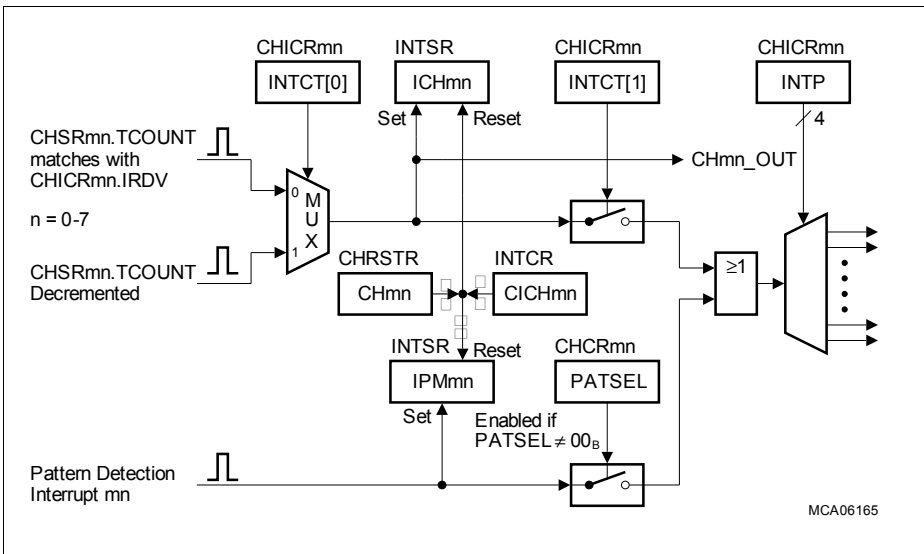 CHICRmn
INTCT[0]
INTSR
ICHmn
CHICRmn
INTCT[1]
CHICRmn
INTP
Set
Reset
4
CHSRmn.TCOUNT
matches with
CHICRmn.IRDV
n = 0-7
CHSRmn.TCOUNT
Decremented
0
M
U
X
1
CHmn_OUT
CHRSTR
CHmn
INTCR
CICHmn
≥1
INTSR
Reset
IPMmn
Set
CHCRmn
PATSEL
Enabled if
PATSEL ≠ 00B
Pattern Detection
Interrupt mn
MCA06165